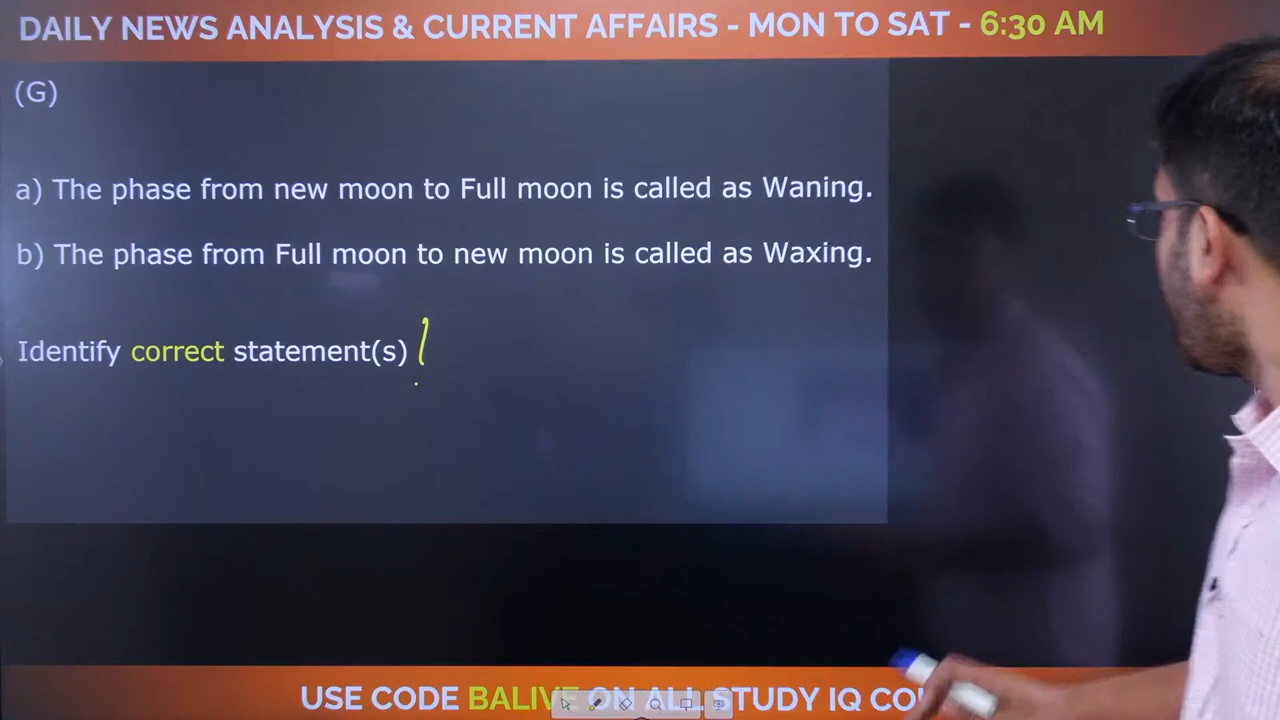 DAILY NEWS ANALYSIS & CURRENT AFFAIRS - MON TO SAT - 6:30 AM
(G)
a) The phase from new moon to Full moon is called as Waning.
b) The phase from Full moon to new moon is called as Waxing.
Identify correct statement(s)
USE CODE BALIVE ON ALL STUDY IQ